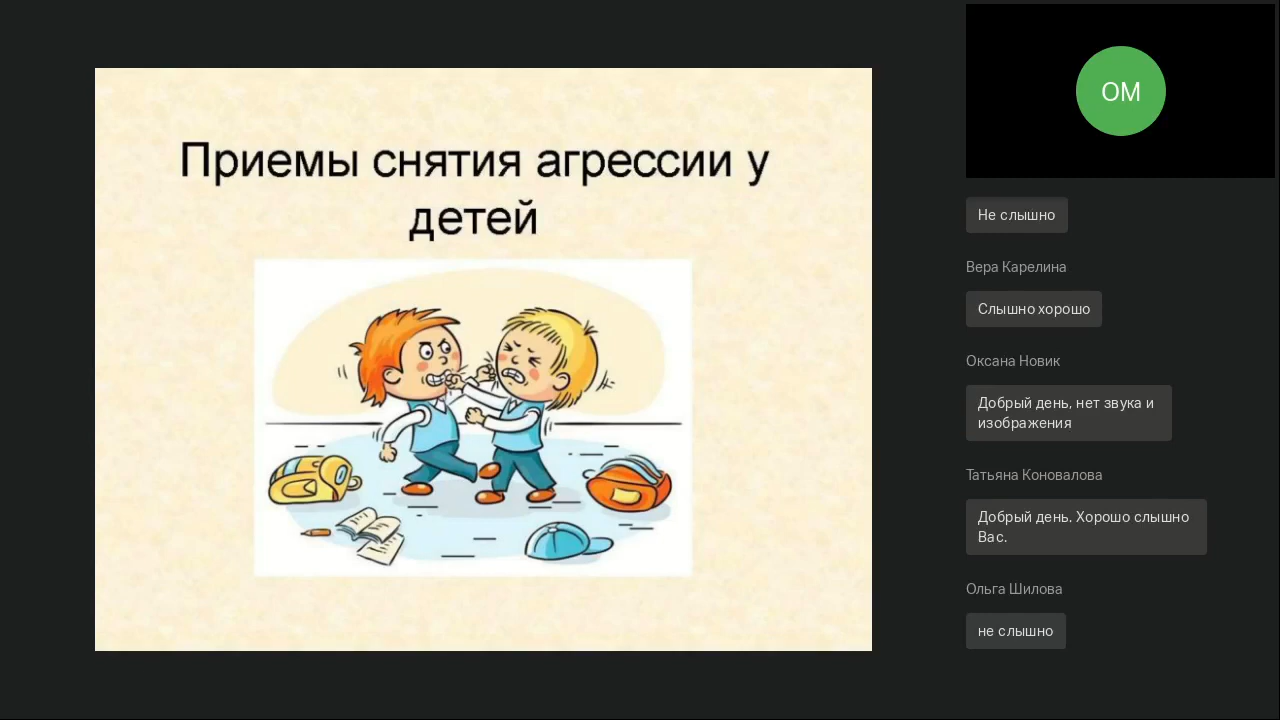 Приемы снятия агрессии у
детей
ОМ
Не слышно
Вера Карелина
Слышно хорошо
Оксана Новик
Добрый день, нет звука и
изображения
Татьяна Коновалова
Добрый день. Хорошо слышно
Вас.
Ольга Шилова
не слышно